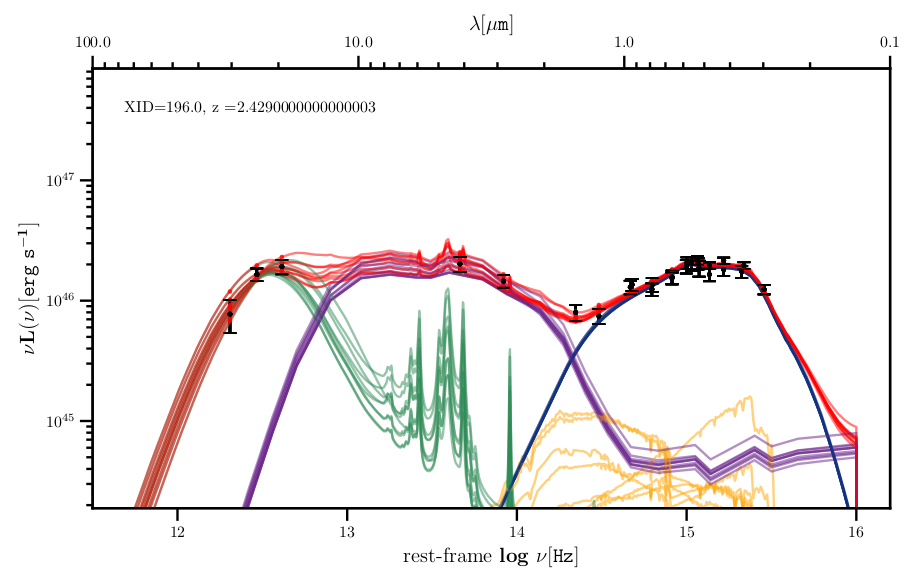 λ[μm]
100.0 10.0 1.0 0.1
XID=196.0, z =2.4290000000000003
10^47
10^46
10^45
νL(ν)[erg s^−1]
12 13 14 15 16
rest-frame log ν[Hz]